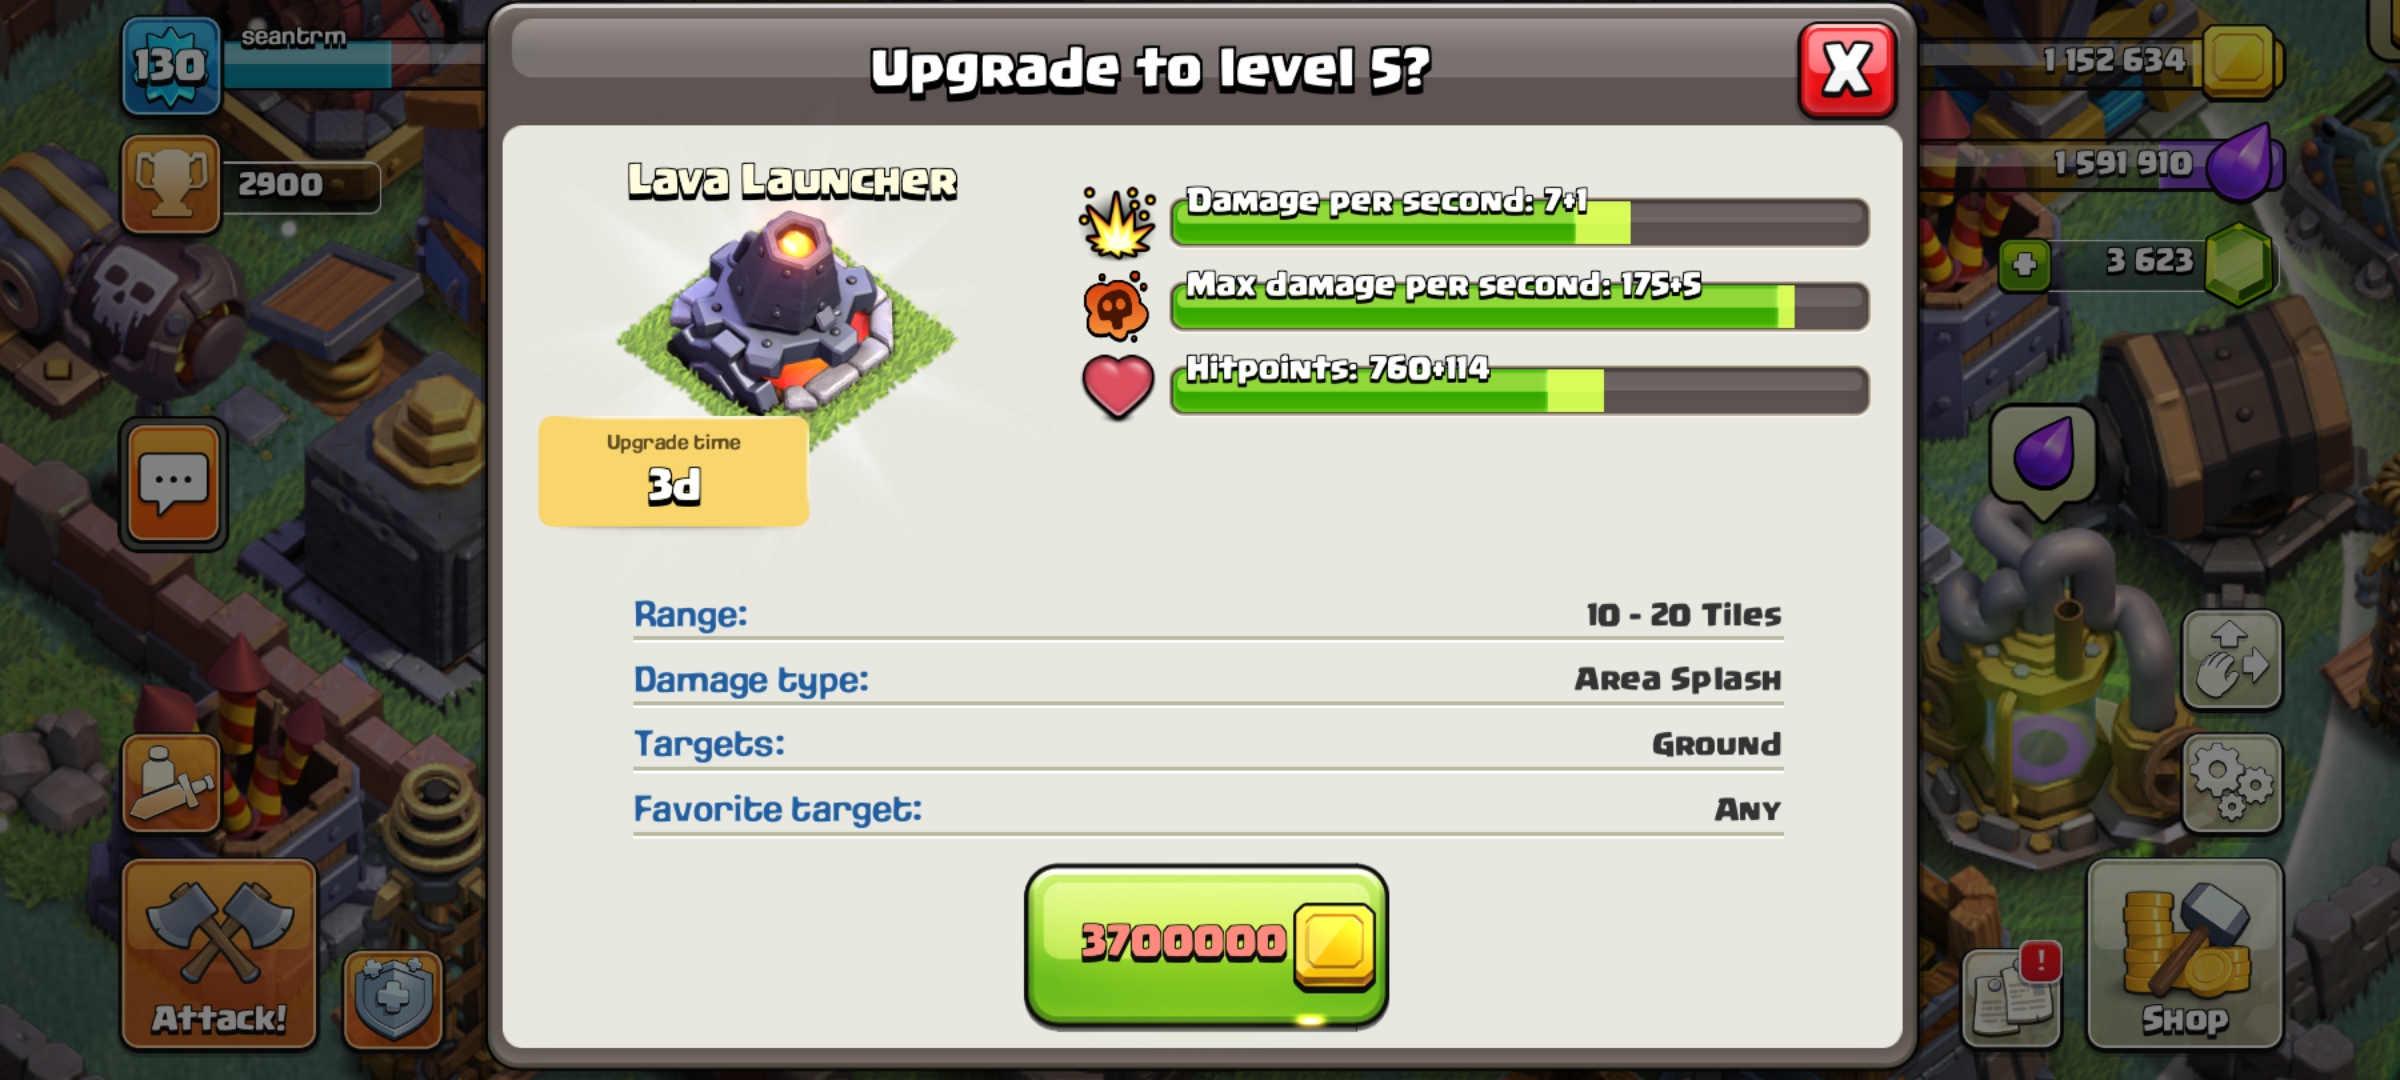 130
seantrm
Upgrade to level 5?
X
1 152 634
2900
Lava Launcher
Damage per second: 7+1
1 591 910
Max damage per second: 175+5
3 623
Hitpoints: 760+114
Upgrade time
3d
Range:
10 - 20 Tiles
Damage type:
Area Splash
Targets:
Ground
Favorite target:
Any
3700000
!
Attack!
Shop